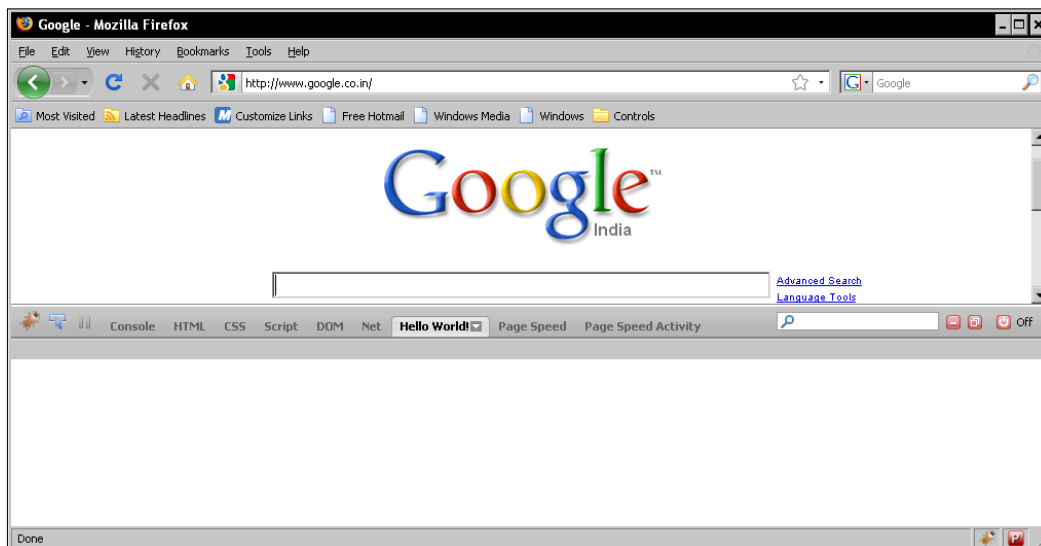 Google - Mozilla Firefox
File Edit View History Bookmarks Tools Help
http://www.google.co.in/ G Google
Most Visited Latest Headlines M Customize Links Free Hotmail Windows Media Windows Controls
Google™
India
Advanced Search
Language Tools
Console HTML CSS Script DOM Net Hello World! Page Speed Page Speed Activity Off
Done P